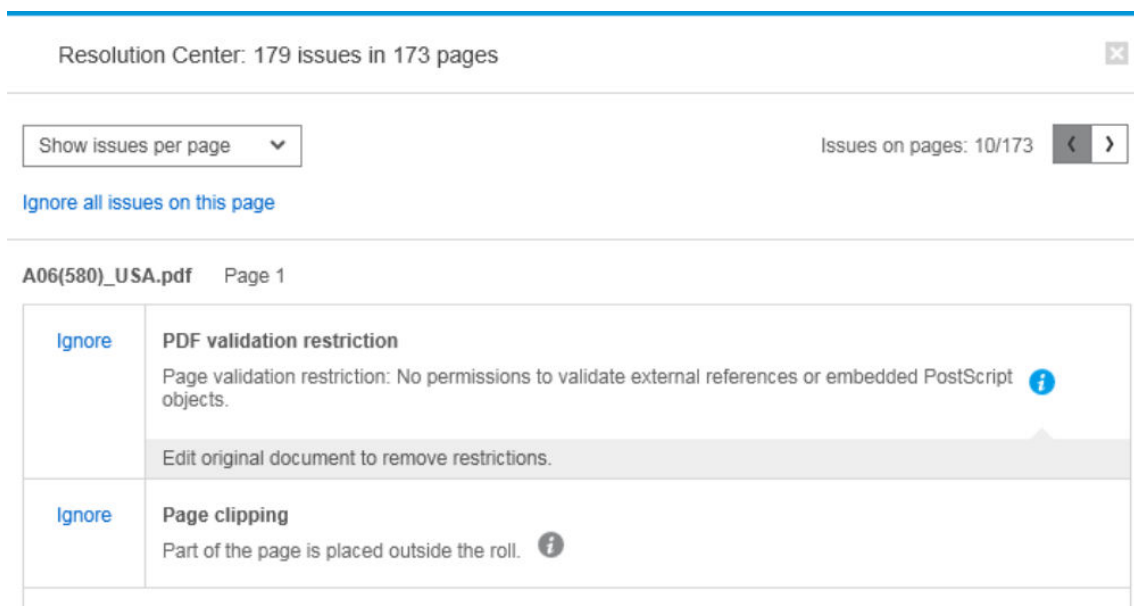 Resolution Center: 179 issues in 173 pages
Show issues per page
Issues on pages: 10/173
Ignore all issues on this page
A06(580)_USA.pdf Page 1
Ignore
PDF validation restriction
Page validation restriction: No permissions to validate external references or embedded PostScript
objects.
Edit original document to remove restrictions.
Ignore
Page clipping
Part of the page is placed outside the roll.